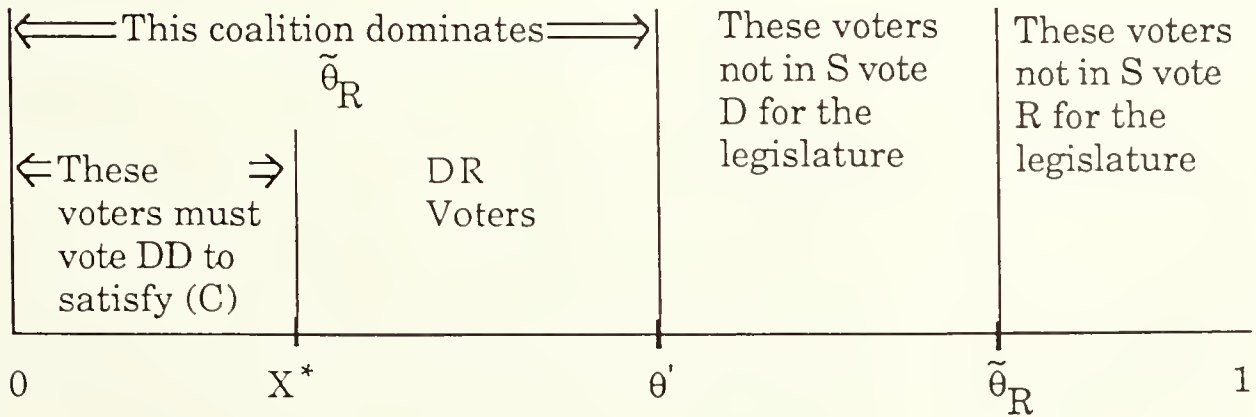 This coalition dominates
θ̃R
These voters
not in S vote
D for the
legislature
These voters
not in S vote
R for the
legislature
These
voters must
vote DD to
satisfy (C)
DR
Voters
0
X*
θ'
θ̃R
1